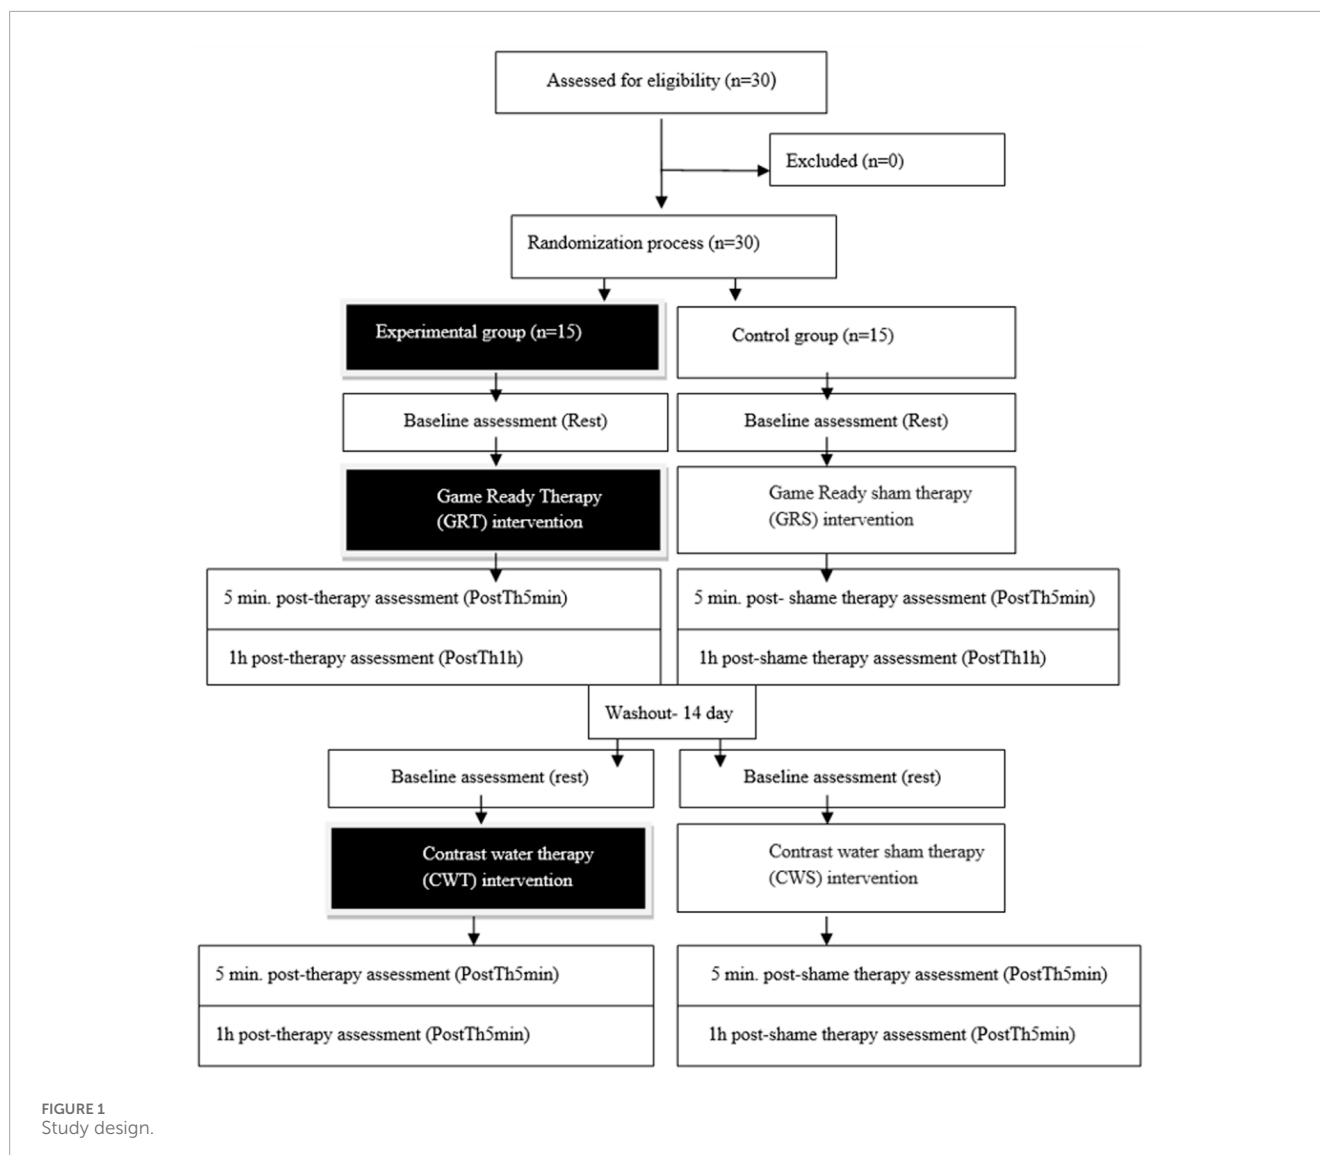 Assessed for eligibility (n=30)
Excluded (n=0)
Randomization process (n=30)
Experimental group (n=15)
Control group (n=15)
Baseline assessment (Rest)
Baseline assessment (Rest)
Game Ready Therapy
(GRT) intervention
Game Ready sham therapy
(GRS) intervention
5 min. post-therapy assessment (PostTh5min)
5 min. post- shame therapy assessment (PostTh5min)
1h post-therapy assessment (PostTh1h)
1h post-shame therapy assessment (PostTh1h)
Washout- 14 day
Baseline assessment (rest)
Baseline assessment (rest)
Contrast water therapy
(CWT) intervention
Contrast water sham therapy
(CWS) intervention
5 min. post-therapy assessment (PostTh5min)
5 min. post-shame therapy assessment (PostTh5min)
1h post-therapy assessment (PostTh5min)
1h post-shame therapy assessment (PostTh5min)
FIGURE 1
Study design.